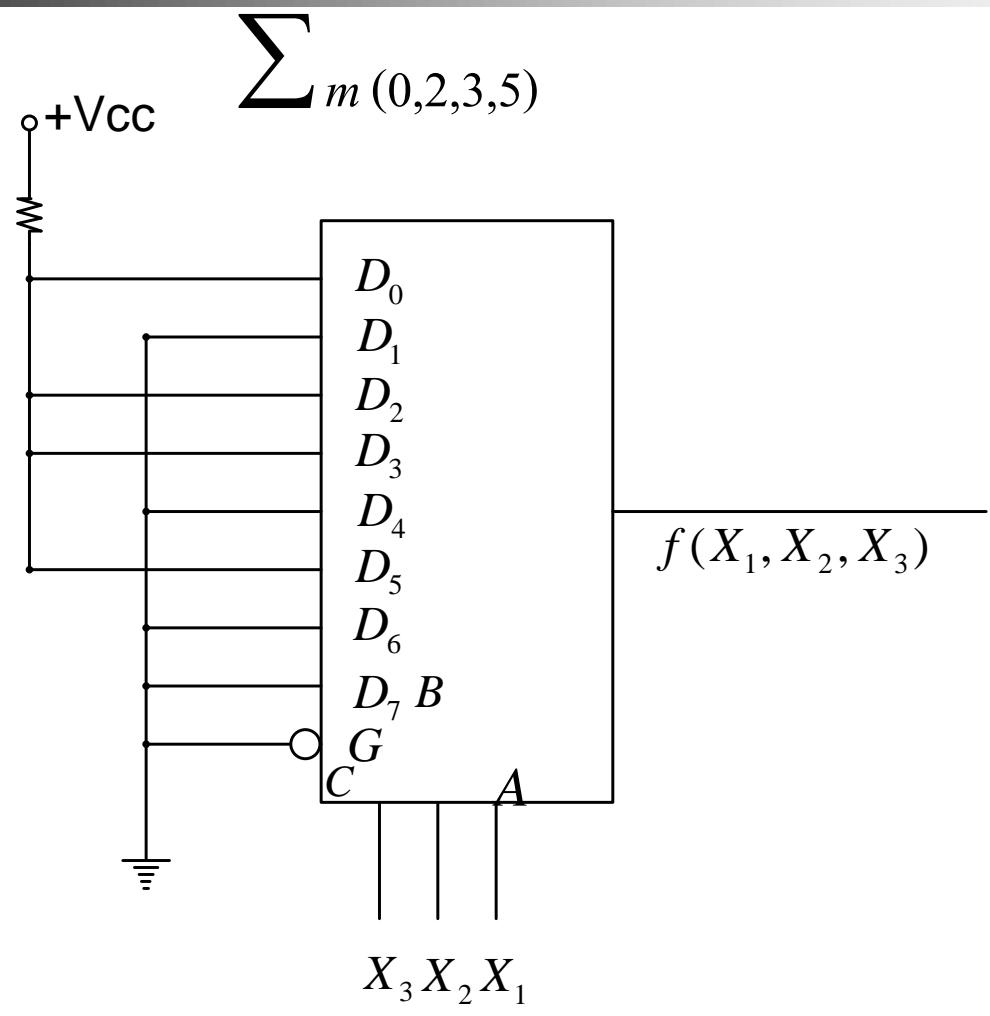 ∑ m (0,2,3,5)
+Vcc
D₀
D₁
D₂
D₃
D₄
f(X₁, X₂, X₃)
D₅
D₆
D₇ B
G
C A
X₃ X₂ X₁